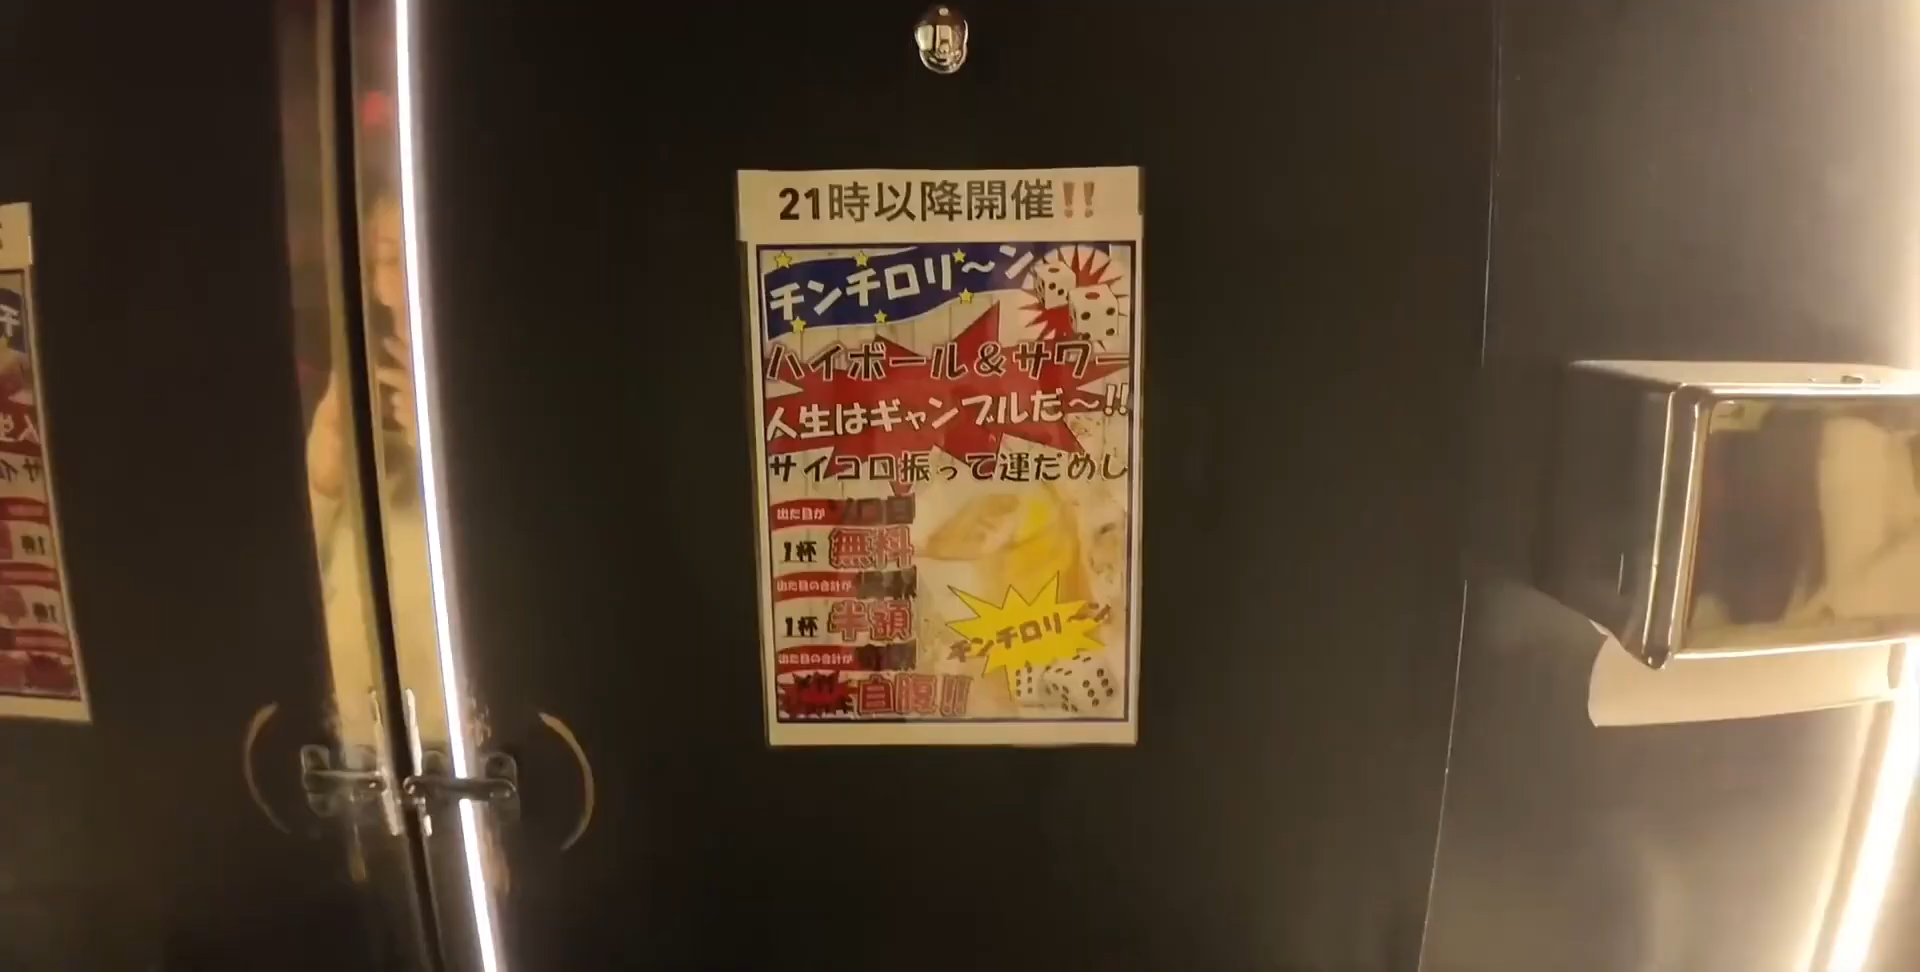 21時以降開催!!
チンチロリ~ン
ハイボール&サワー
人生はギャンブルだ~!!
サイコロ振って運だめし
出た目が ゾロ目
1杯 無料
出た目の合計が
1杯 半額
出た目の合計が
自腹!!
チンチロリ~ン